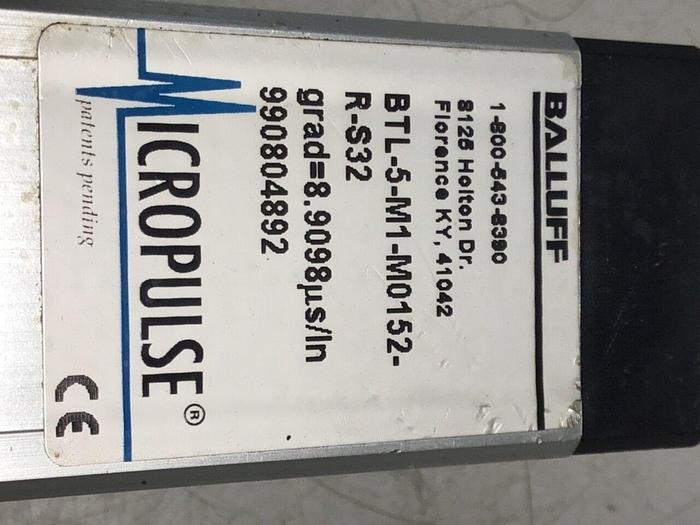 BALLUFF
1-800-543-8390
8125 Holton Dr.
Florence KY, 41042
BTL-5-M1-M0152-
R-S32
grad=8.9098µs/In
990804892
MICROPULSE®
patents pending
CE